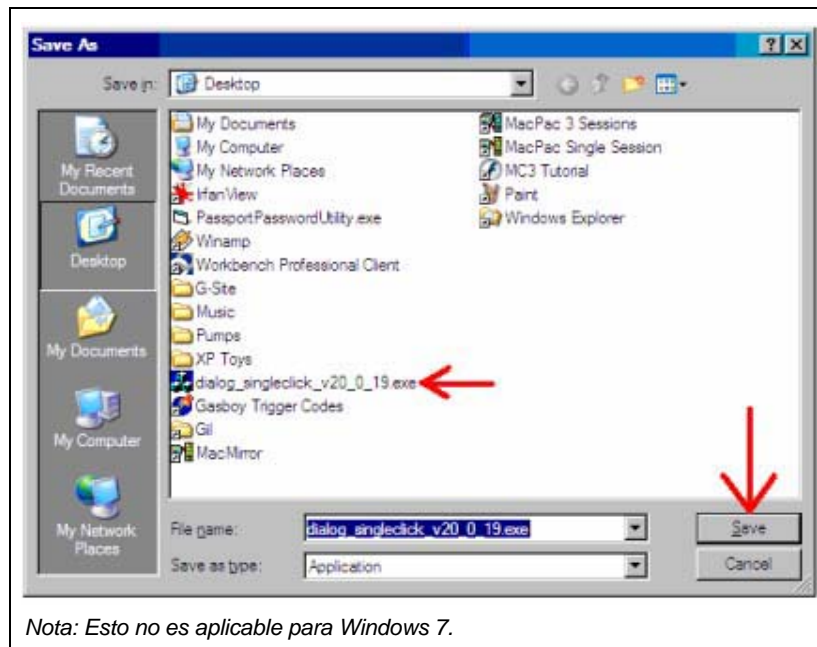 Save As
Save in:
Desktop
My Recent
Documents
Desktop
My Documents
My Computer
My Network
Places
My Documents
My Computer
My Network Places
IrfanView
PassportPasswordUtility.exe
Winamp
Workbench Professional Client
G-Site
Music
Pumps
XP Toys
dialog_singleclick_v20_0_19.exe
Gasboy Trigger Codes
Gil
MacMirror
MacPac 3 Sessions
MacPac Single Session
MC3 Tutorial
Paint
Windows Explorer
File name:
dialog_singleclick_v20_0_19.exe
Save
Save as type:
Application
Cancel
Nota: Esto no es aplicable para Windows 7.